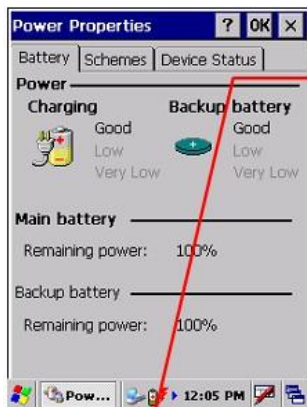 Power Properties ? OK ×
Battery Schemes Device Status
Power
Charging Backup battery
Good Good
Low Low
Very Low Very Low
Main battery
Remaining power: 100%
Backup battery
Remaining power: 100%
Pow... 12:05 PM